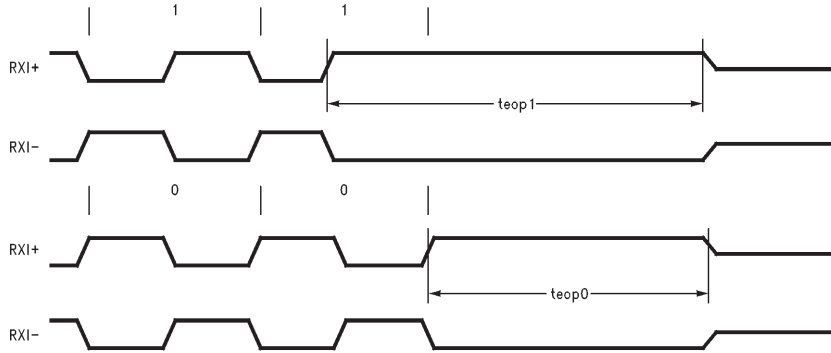 1 1
RXI+
teop1
RXI-
0 0
RXI+
teop0
RXI-